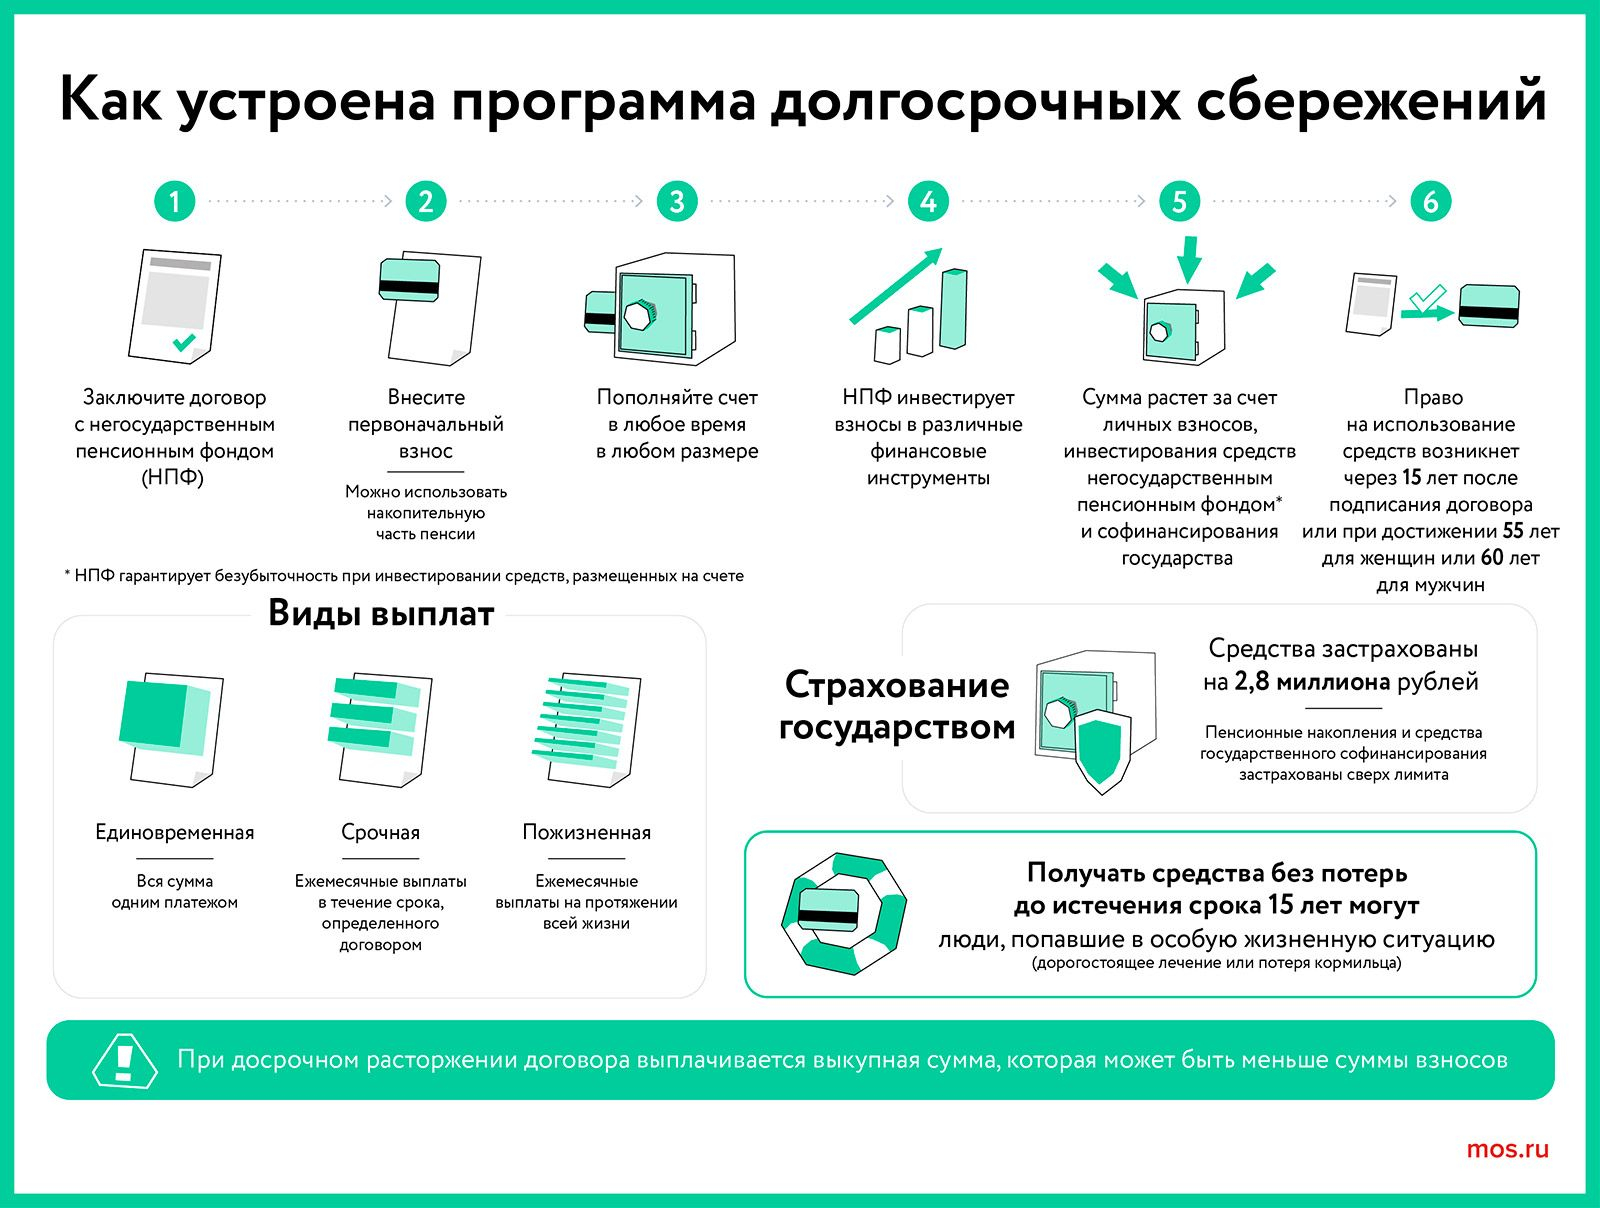 Как устроена программа долгосрочных сбережений
1
2
3
4
5
6
Заключите договор
с негосударственным
пенсионным фондом
(НПФ)
Внесите
первоначальный
взнос
Можно использовать
накопительную
часть пенсии
Пополняйте счет
в любое время
в любом размере
НПФ инвестирует
взносы в различные
финансовые
инструменты
Сумма растет за счет
личных взносов,
инвестирования средств
негосударственным
пенсионным фондом*
и софинансирования
государства
Право
на использование
средств возникнет
через 15 лет после
подписания договора
или при достижении 55 лет
для женщин или 60 лет
для мужчин
* НПФ гарантирует безубыточность при инвестировании средств, размещенных на счете
Виды выплат
Единовременная
Вся сумма
одним платежом
Срочная
Ежемесячные выплаты
в течение срока,
определенного
договором
Пожизненная
Ежемесячные
выплаты на протяжении
всей жизни
Страхование
государством
Средства застрахованы
на 2,8 миллиона рублей
Пенсионные накопления и средства
государственного софинансирования
застрахованы сверх лимита
Получать средства без потерь
до истечения срока 15 лет могут
люди, попавшие в особую жизненную ситуацию
(дорогостоящее лечение или потеря кормильца)
! При досрочном расторжении договора выплачивается выкупная сумма, которая может быть меньше суммы взносов
mos.ru